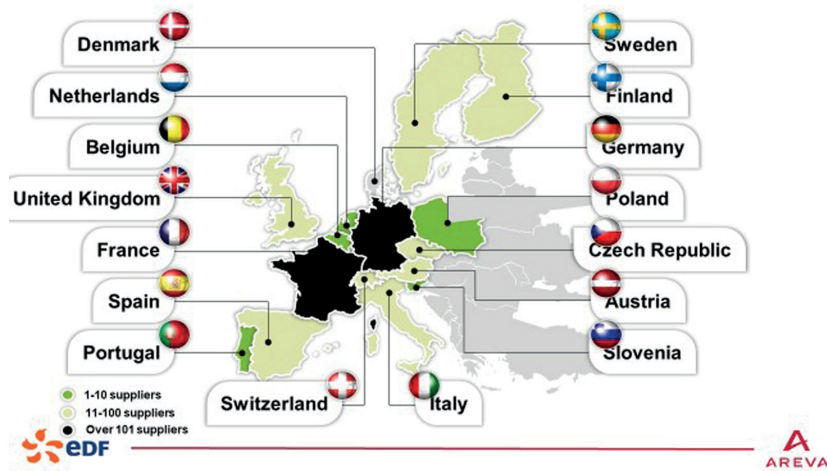 Denmark
Sweden
Netherlands
Finland
Belgium
Germany
United Kingdom
Poland
France
Czech Republic
Spain
Austria
Portugal
Slovenia
Switzerland
Italy
1-10 suppliers
11-100 suppliers
Over 101 suppliers
eDF
AREVA